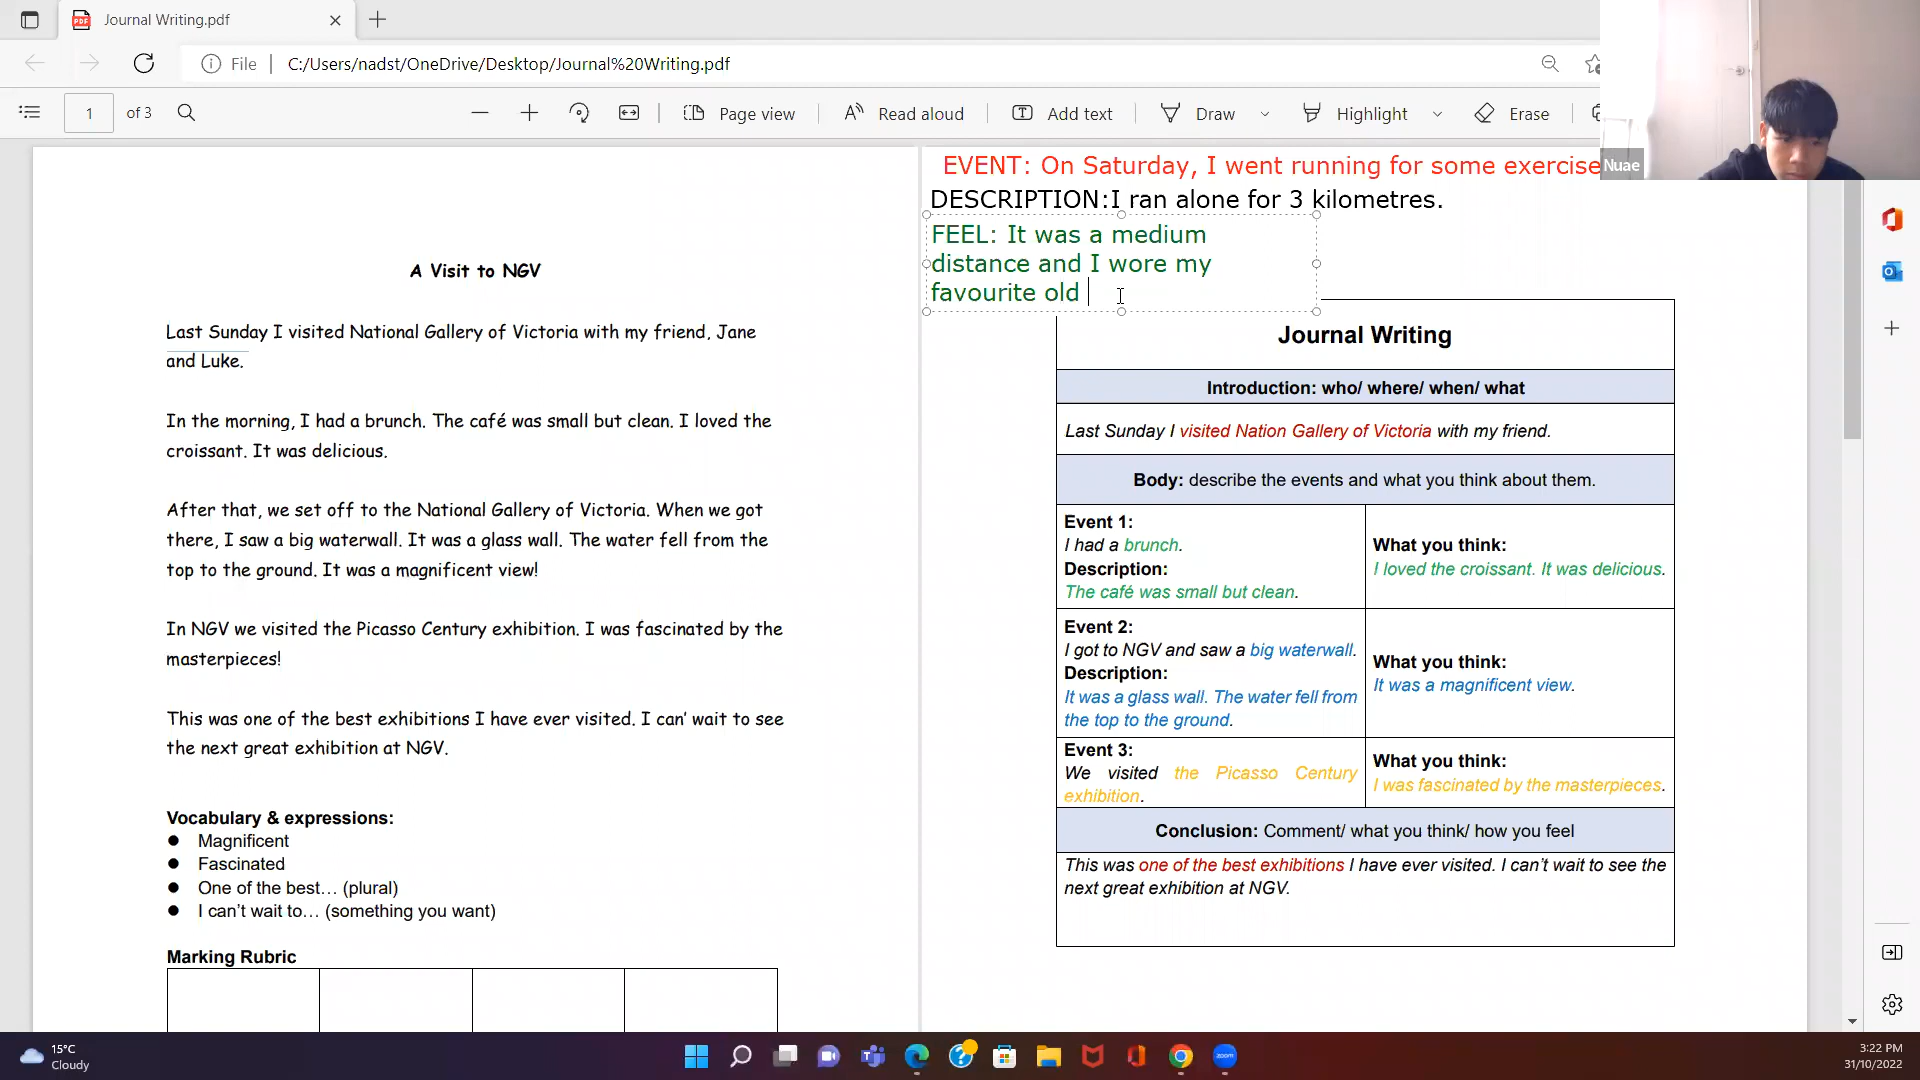 Journal Writing.pdf
File
C:/Users/nadst/OneDrive/Desktop/Journal%20Writing.pdf
1 of 3
Page view
Read aloud
Add text
Draw
Highlight
Erase
Nuae
EVENT: On Saturday, I went running for some exercise
DESCRIPTION:I ran alone for 3 kilometres.
FEEL: It was a medium
distance and I wore my
favourite old
A Visit to NGV
Last Sunday I visited National Gallery of Victoria with my friend, Jane
and Luke.
In the morning, I had a brunch. The café was small but clean. I loved the
croissant. It was delicious.
After that, we set off to the National Gallery of Victoria. When we got
there, I saw a big waterwall. It was a glass wall. The water fell from the
top to the ground. It was a magnificent view!
In NGV we visited the Picasso Century exhibition. I was fascinated by the
masterpieces!
This was one of the best exhibitions I have ever visited. I can' wait to see
the next great exhibition at NGV.
Vocabulary & expressions:
● Magnificent
● Fascinated
● One of the best… (plural)
● I can't wait to… (something you want)
Marking Rubric
Journal Writing
Introduction: who/ where/ when/ what
Last Sunday I visited Nation Gallery of Victoria with my friend.
Body: describe the events and what you think about them.
Event 1:
I had a brunch.
Description:
The café was small but clean.
What you think:
I loved the croissant. It was delicious.
Event 2:
I got to NGV and saw a big waterwall.
Description:
It was a glass wall. The water fell from
the top to the ground.
What you think:
It was a magnificent view.
Event 3:
We visited the Picasso Century
exhibition.
What you think:
I was fascinated by the masterpieces.
Conclusion: Comment/ what you think/ how you feel
This was one of the best exhibitions I have ever visited. I can't wait to see the
next great exhibition at NGV.
15°C
Cloudy
zoom
3:22 PM
31/10/2022